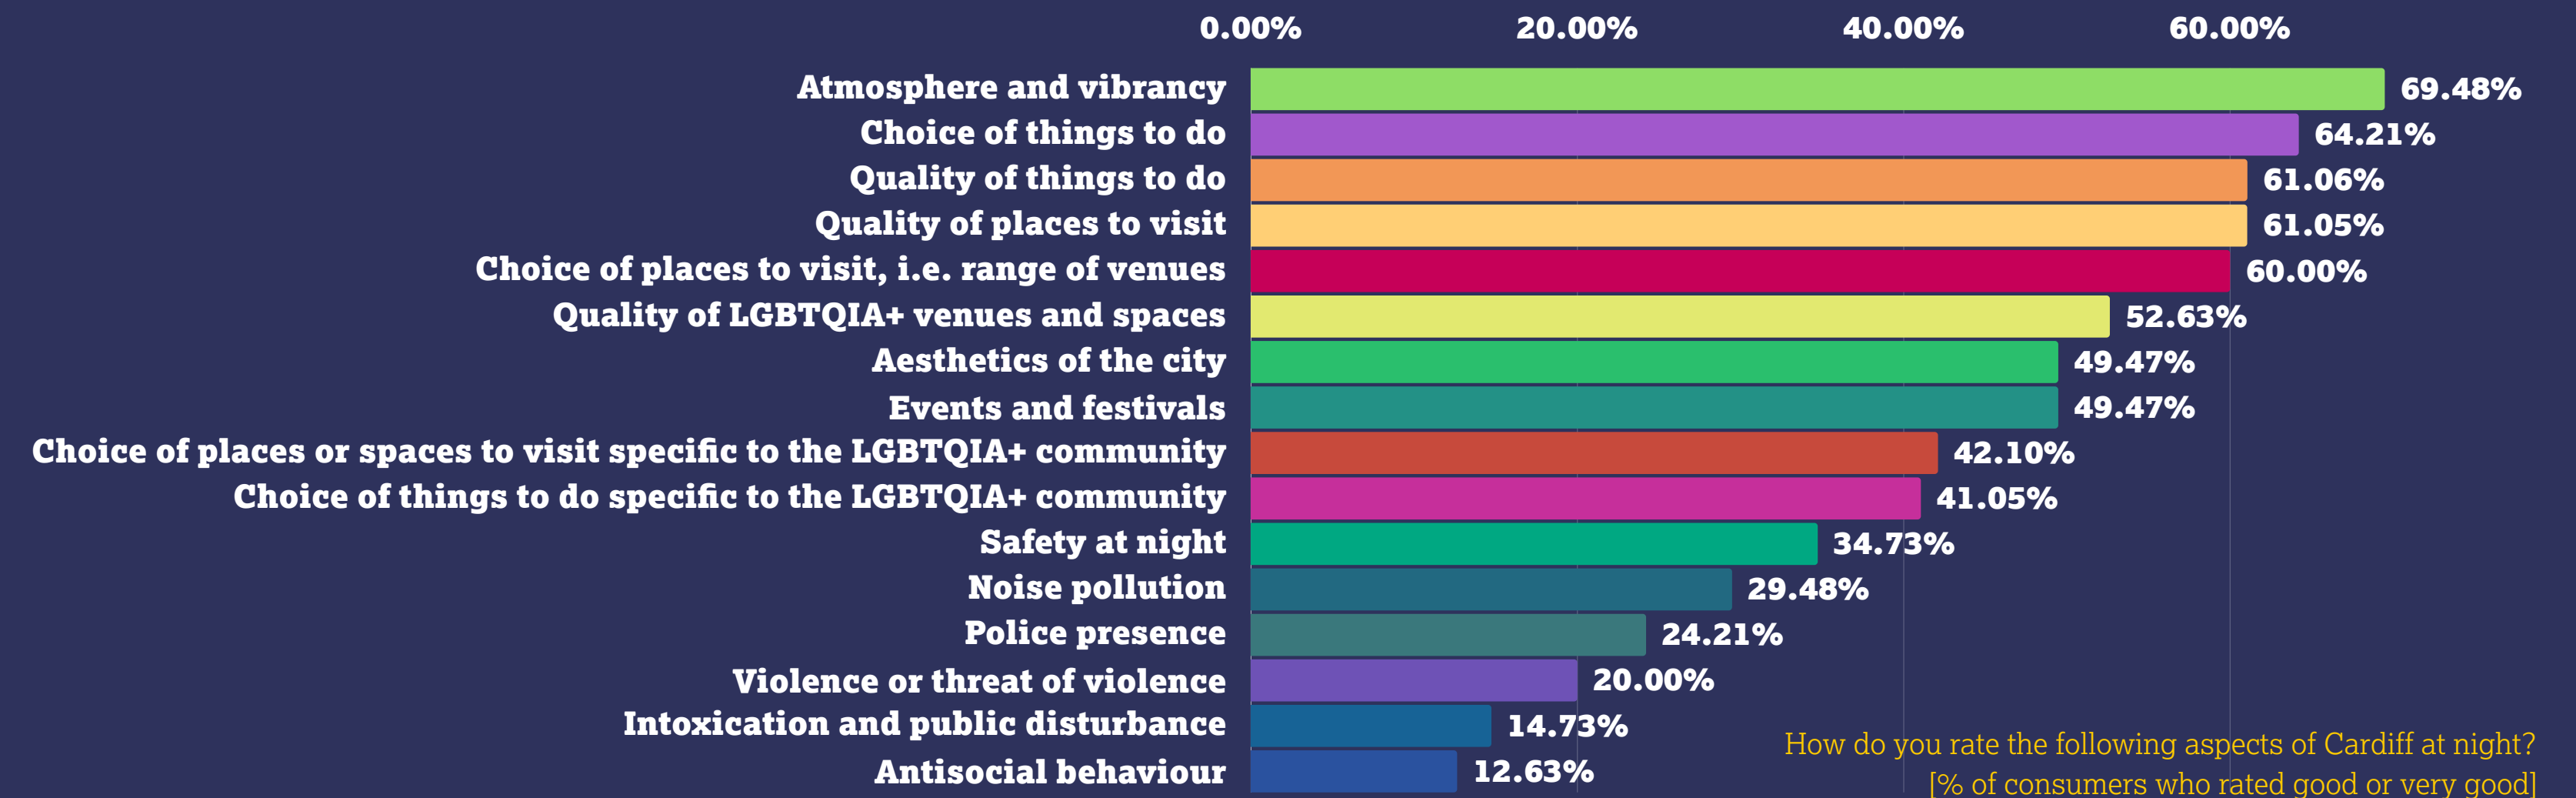 0.00% 20.00% 40.00% 60.00%
Atmosphere and vibrancy 69.48%
Choice of things to do 64.21%
Quality of things to do 61.06%
Quality of places to visit 61.05%
Choice of places to visit, i.e. range of venues 60.00%
Quality of LGBTQIA+ venues and spaces 52.63%
Aesthetics of the city 49.47%
Events and festivals 49.47%
Choice of places or spaces to visit specific to the LGBTQIA+ community 42.10%
Choice of things to do specific to the LGBTQIA+ community 41.05%
Safety at night 34.73%
Noise pollution 29.48%
Police presence 24.21%
Violence or threat of violence 20.00%
Intoxication and public disturbance 14.73%
Antisocial behaviour 12.63%
How do you rate the following aspects of Cardiff at night?
[% of consumers who rated good or very good]